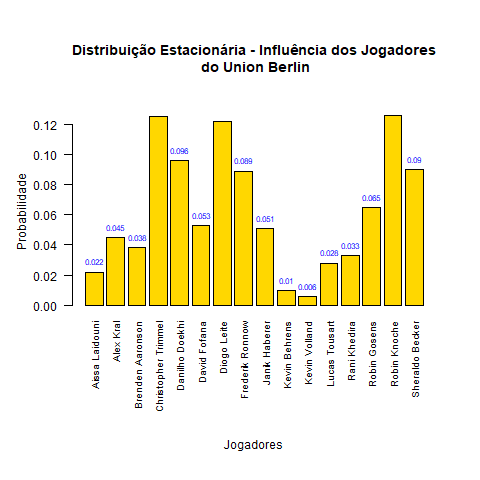 Distribuição Estacionária - Influência dos Jogadores
do Union Berlin
Probabilidade
0.12
0.10
0.08
0.06
0.04
0.02
0.00
0.022
0.045
0.038
0.096
0.053
0.089
0.051
0.01
0.006
0.028
0.033
0.065
0.09
Aissa Laidouni
Alex Kral
Brenden Aaronson
Christopher Trimmel
Danilho Doekhi
David Fofana
Diogo Leite
Frederik Ronnow
Janik Haberer
Kevin Behrens
Kevin Volland
Lucas Tousart
Rani Khedira
Robin Gosens
Robin Knoche
Sheraldo Becker
Jogadores